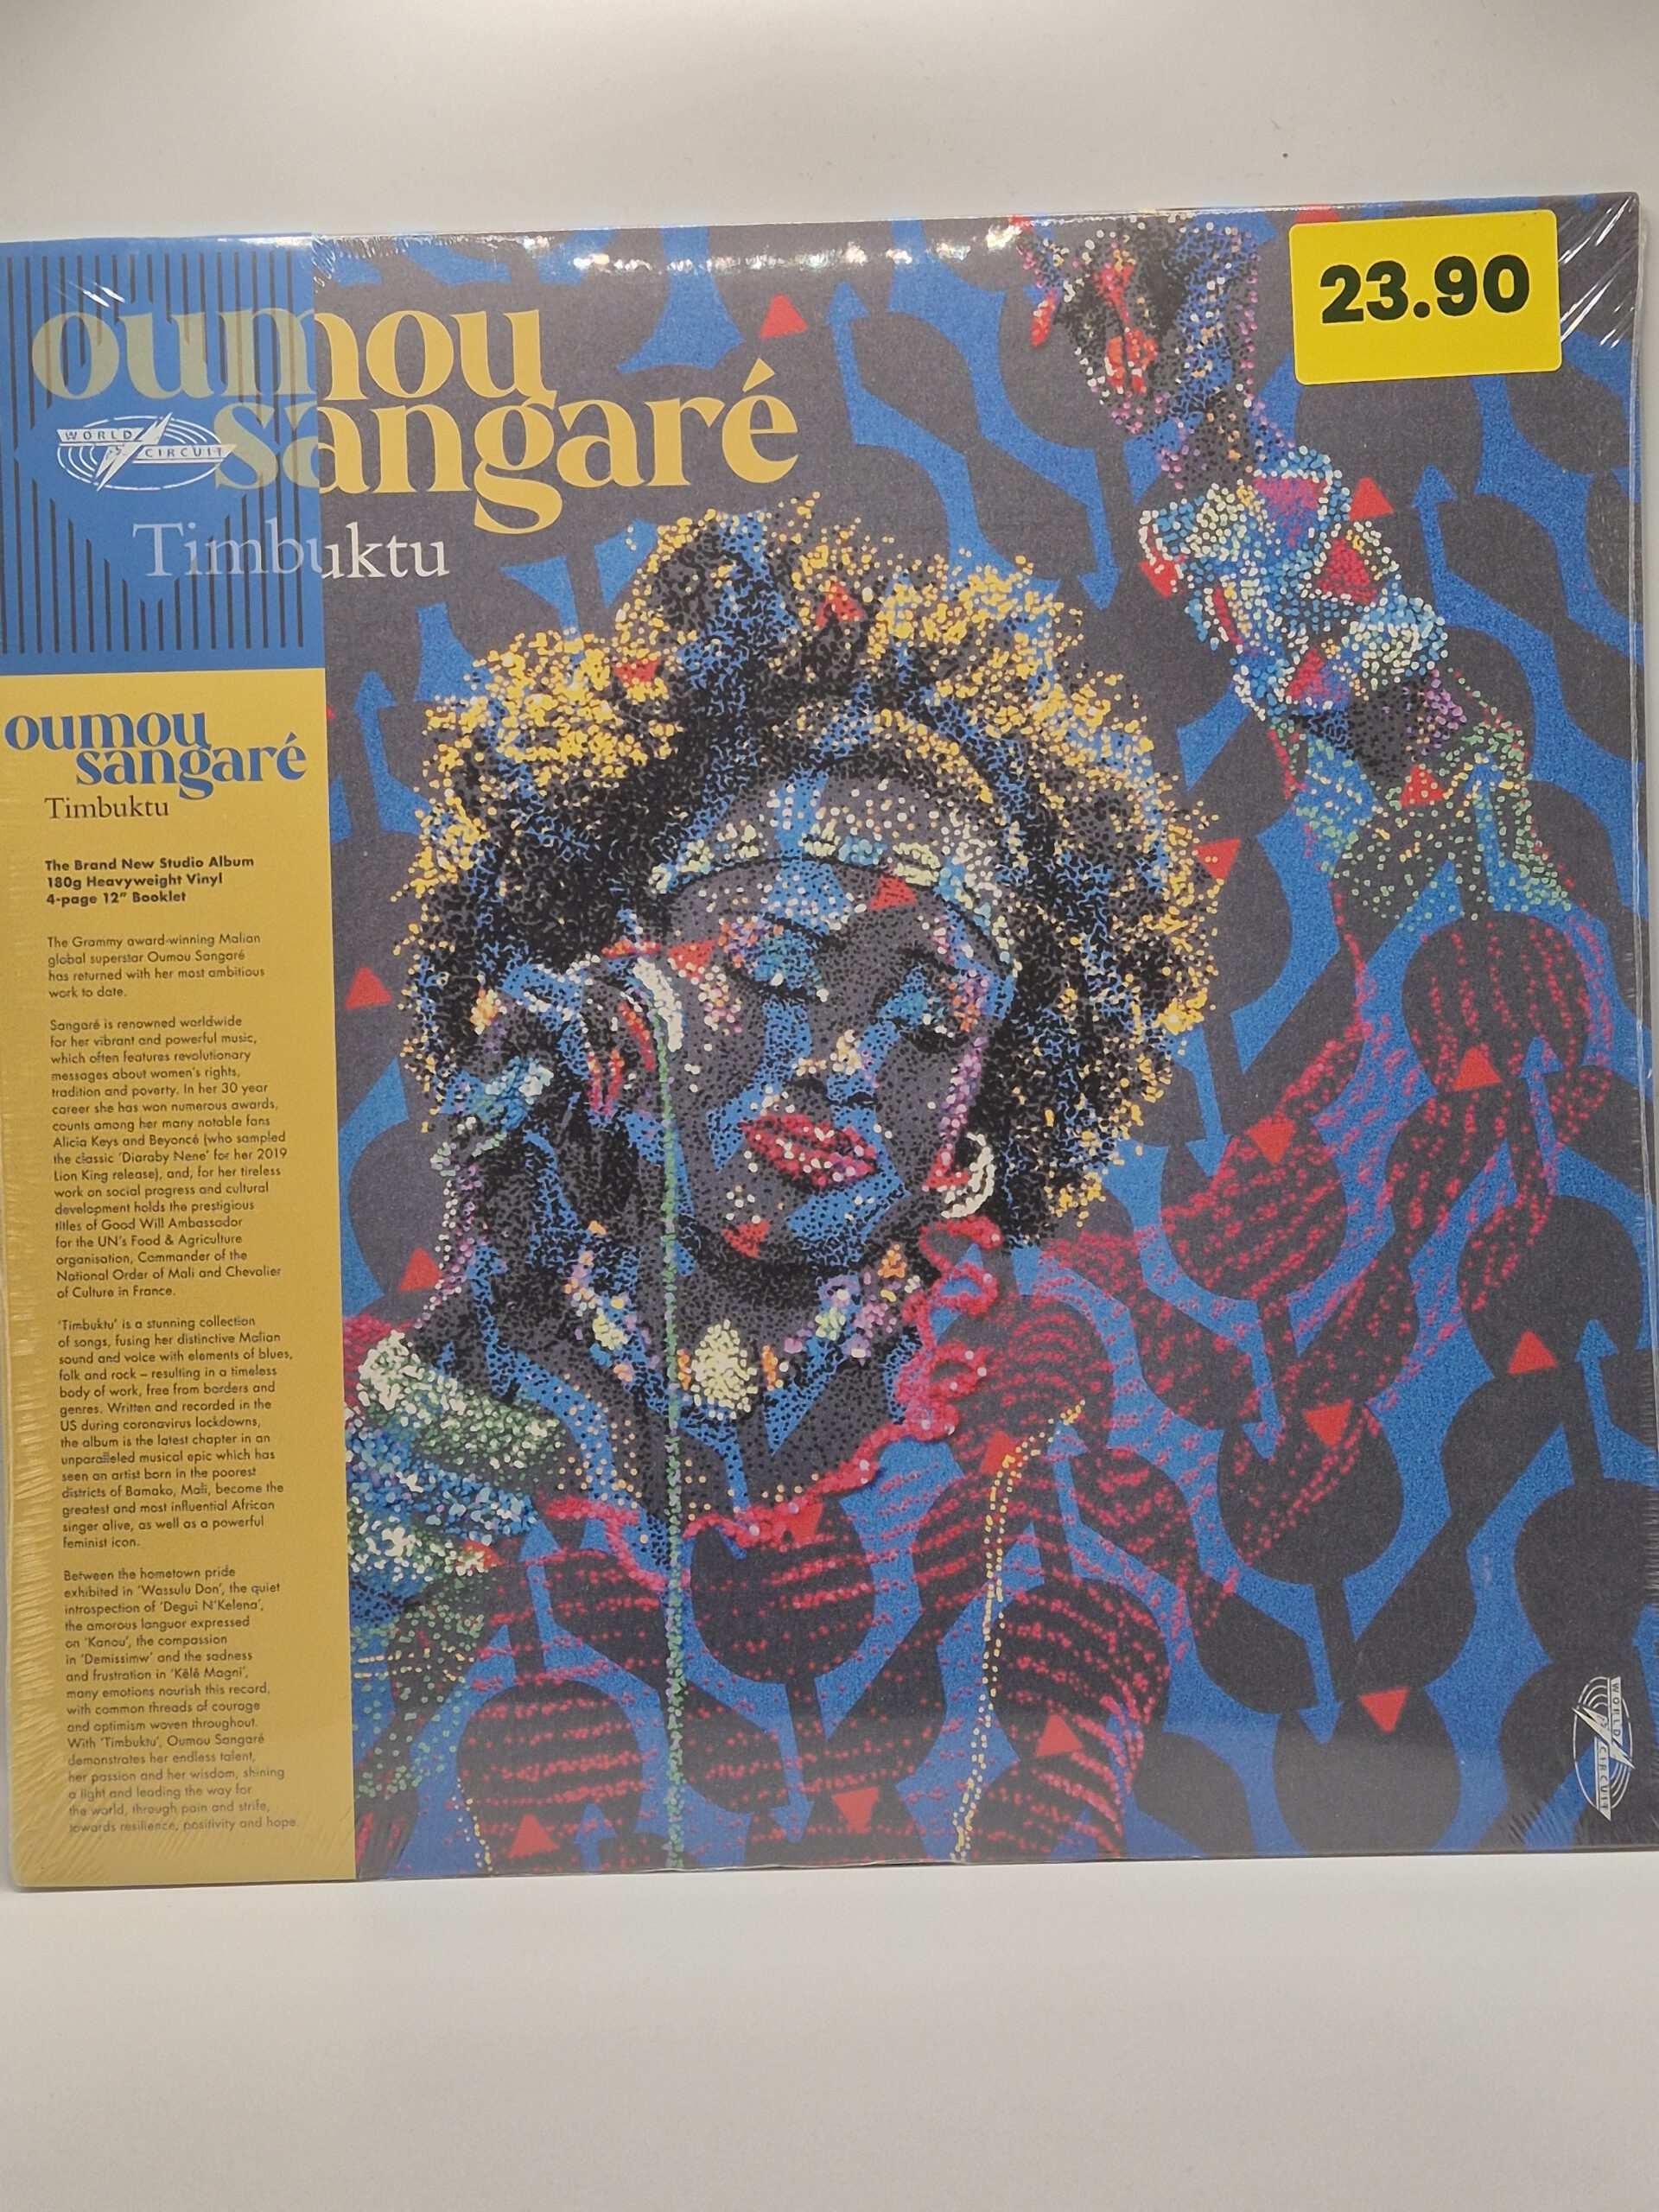 23.90
oumou
sangaré
WORLD
CIRCUIT
Timbuktu
oumou
sangaré
Timbuktu
The Brand New Studio Album
180g Heavyweight Vinyl
4-page 12” Booklet
The Grammy award-winning Malian
global superstar Oumou Sangaré
has returned with her most ambitious
work to date.
Sangaré is renowned worldwide
for her vibrant and powerful music,
which often features revolutionary
messages about women's rights,
tradition and poverty. In her 30 year
career she has won numerous awards,
counts among her many notable fans
Alicia Keys and Beyoncé (who sampled
the classic 'Diaraby Nene' for her 2019
Lion King release), and, for her tireless
work on social progress and cultural
development holds the prestigious
titles of Good Will Ambassador
for the UN's Food & Agriculture
organisation, Commander of the
National Order of Mali and Chevalier
of Culture in France.
'Timbuktu' is a stunning collection
of songs, fusing her distinctive Malian
sound and voice with elements of blues,
folk and rock – resulting in a timeless
body of work, free from borders and
genres. Written and recorded in the
US during coronavirus lockdowns,
the album is the latest chapter in an
unparalleled musical epic which has
seen an artist born in the poorest
districts of Bamako, Mali, become the
greatest and most influential African
singer alive, as well as a powerful
feminist icon.
Between the hometown pride
exhibited in 'Wassulu Don', the quiet
introspection of 'Degui N'Kelena',
the amorous languor expressed
on 'Kanou', the compassion
in 'Demissimw' and the sadness
and frustration in 'Kêlê Magni',
many emotions nourish this record,
with common threads of courage
and optimism woven throughout.
With 'Timbuktu', Oumou Sangaré
demonstrates her endless talent,
her passion and her wisdom, shining
a light and leading the way for
the world, through pain and strife,
towards resilience, positivity and hope.
WORLD
CIRCUIT